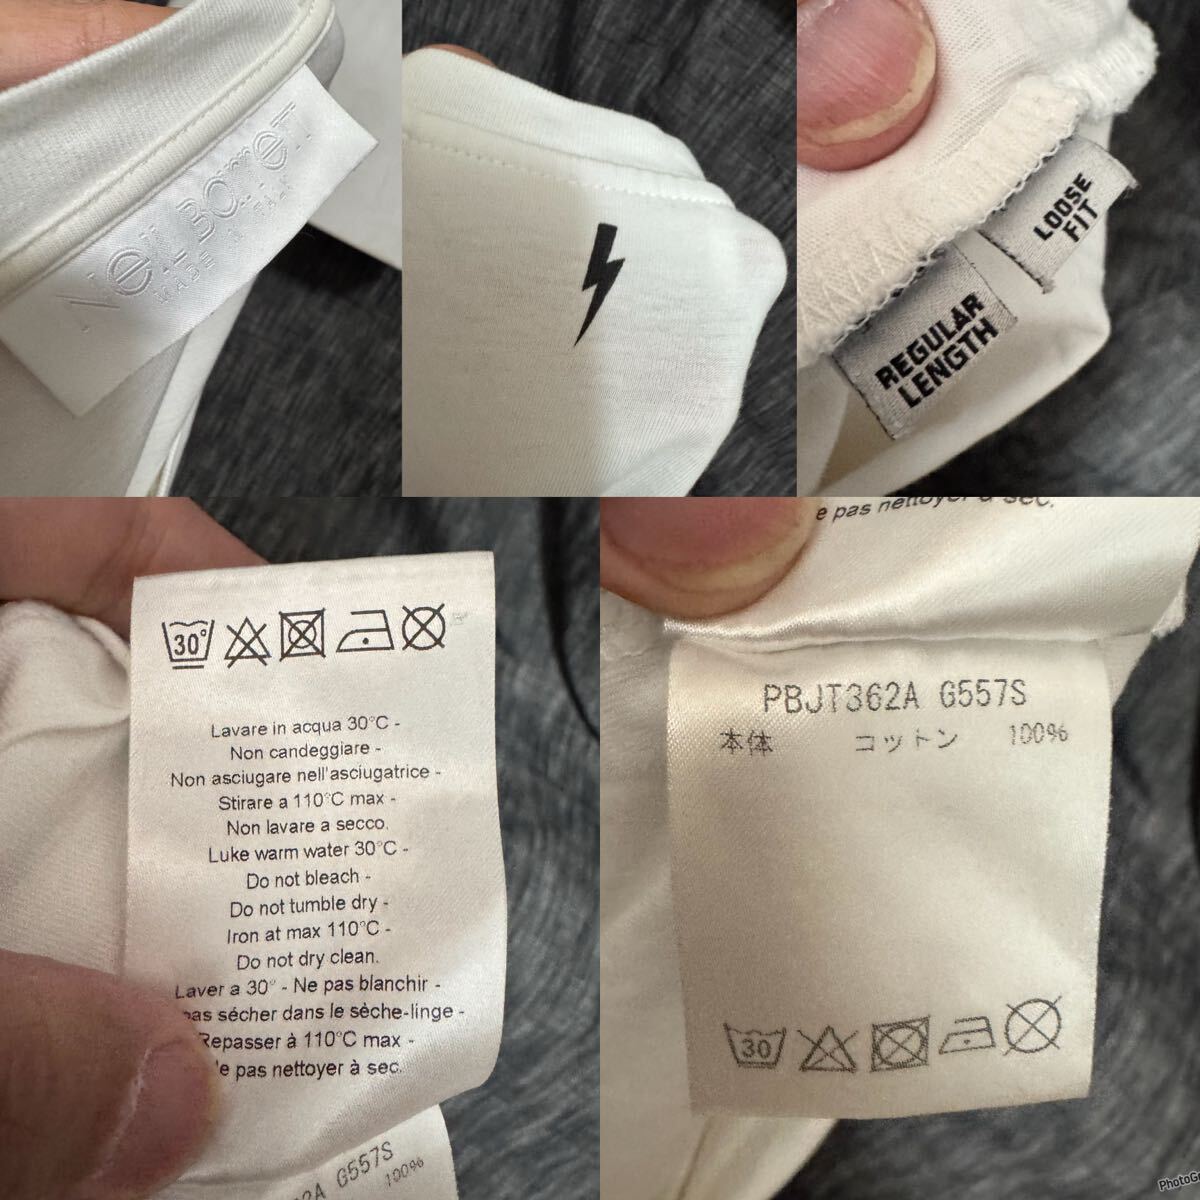 Neil Barrett
MADE IN ITALY
LOOSE
FIT
REGULAR
LENGTH
30°
Lavare in acqua 30°C -
Non candeggiare -
Non asciugare nell'asciugatrice -
Stirare a 110°C max -
Non lavare a secco.
Luke warm water 30°C -
Do not bleach -
Do not tumble dry -
Iron at max 110°C -
Do not dry clean.
Laver a 30° - Ne pas blanchir -
pas sécher dans le sèche-linge -
Repasser à 110°C max -
e pas nettoyer à sec.
2A G557S
100%
e pas nettoyer à sec.
PBJT362A G557S
本体 コットン 100%
30